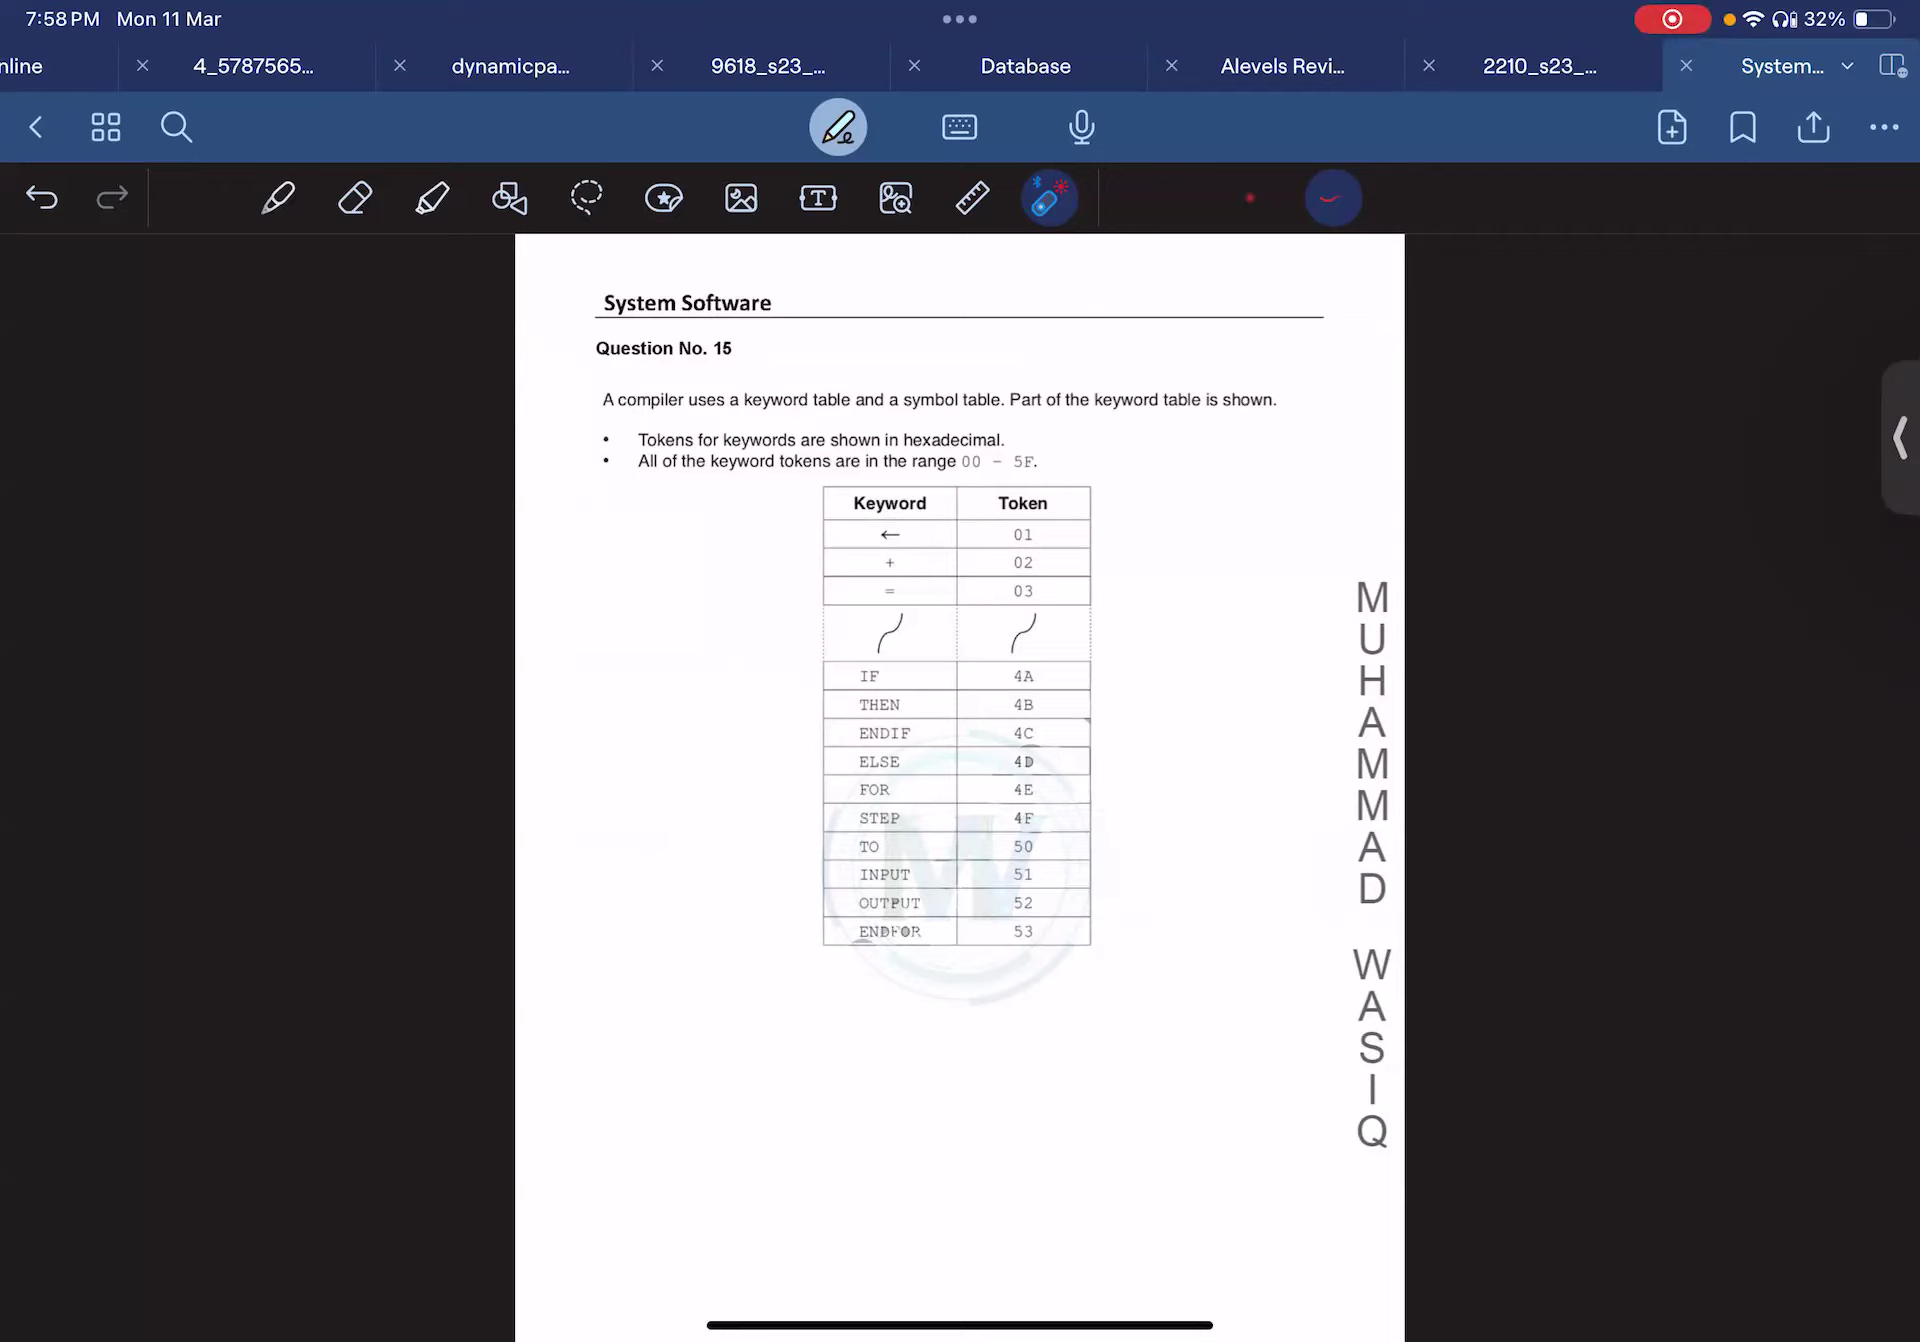 7:58 PM Mon 11 Mar
32%
nline
4_5787565...
dynamicpa...
9618_s23_...
Database
Alevels Revi...
2210_s23_...
System...
System Software
Question No. 15
A compiler uses a keyword table and a symbol table. Part of the keyword table is shown.
• Tokens for keywords are shown in hexadecimal.
• All of the keyword tokens are in the range 00 – 5F.
Keyword Token
← 01
+ 02
= 03
IF 4A
THEN 4B
ENDIF 4C
ELSE 4D
FOR 4E
STEP 4F
TO 50
INPUT 51
OUTPUT 52
ENDFOR 53
MUHAMMAD WASIQ